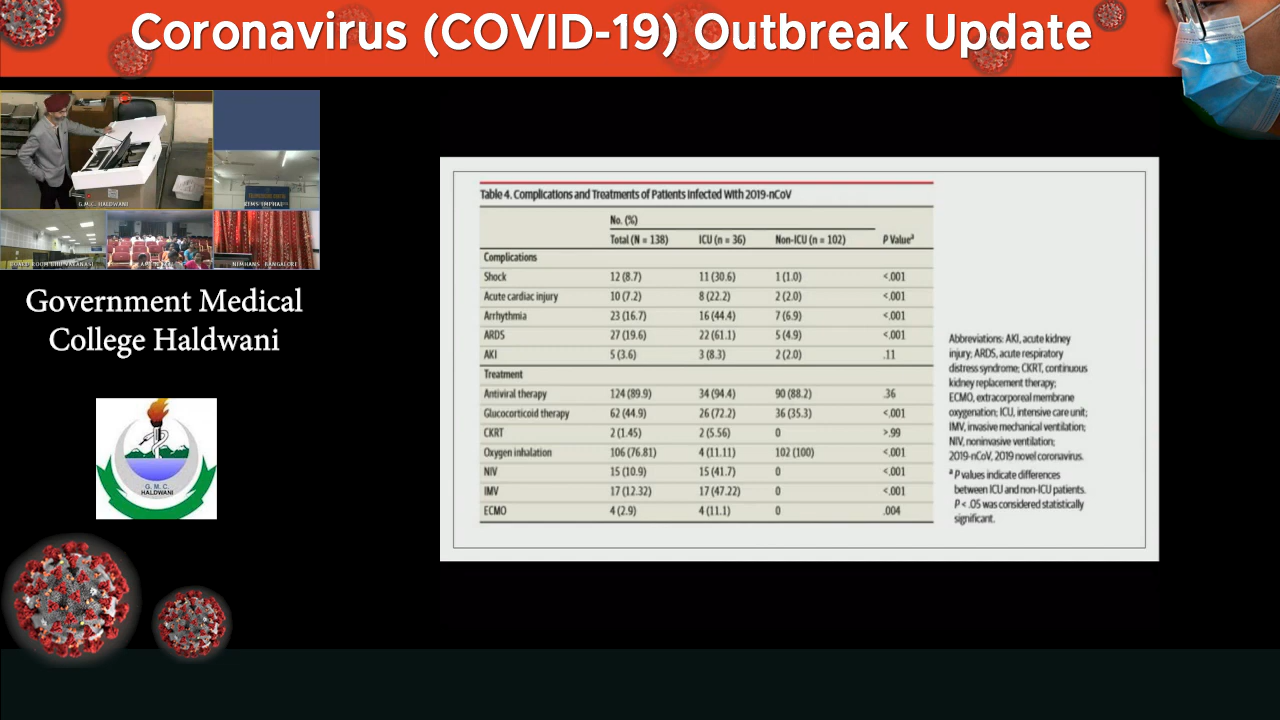 Coronavirus (COVID-19) Outbreak Update
G.M.C. HALDWANI
NIMHANS BANGALORE
Government Medical
College Haldwani
G. M. C.
HALDWANI
Table 4. Complications and Treatments of Patients Infected With 2019-nCoV
No. (%)
Total (N = 138) ICU (n = 36) Non-ICU (n = 102) P Valueª
Complications
Shock 12 (8.7) 11 (30.6) 1 (1.0) <.001
Acute cardiac injury 10 (7.2) 8 (22.2) 2 (2.0) <.001
Arrhythmia 23 (16.7) 16 (44.4) 7 (6.9) <.001
ARDS 27 (19.6) 22 (61.1) 5 (4.9) <.001
AKI 5 (3.6) 3 (8.3) 2 (2.0) .11
Treatment
Antiviral therapy 124 (89.9) 34 (94.4) 90 (88.2) .36
Glucocorticoid therapy 62 (44.9) 26 (72.2) 36 (35.3) <.001
CKRT 2 (1.45) 2 (5.56) 0 >.99
Oxygen inhalation 106 (76.81) 4 (11.11) 102 (100) <.001
NIV 15 (10.9) 15 (41.7) 0 <.001
IMV 17 (12.32) 17 (47.22) 0 <.001
ECMO 4 (2.9) 4 (11.1) 0 .004
Abbreviations: AKI, acute kidney
injury; ARDS, acute respiratory
distress syndrome; CKRT, continuous
kidney replacement therapy;
ECMO, extracorporeal membrane
oxygenation; ICU, intensive care unit;
IMV, invasive mechanical ventilation;
NIV, noninvasive ventilation;
2019-nCoV, 2019 novel coronavirus.
ª P values indicate differences
between ICU and non-ICU patients.
P < .05 was considered statistically
significant.